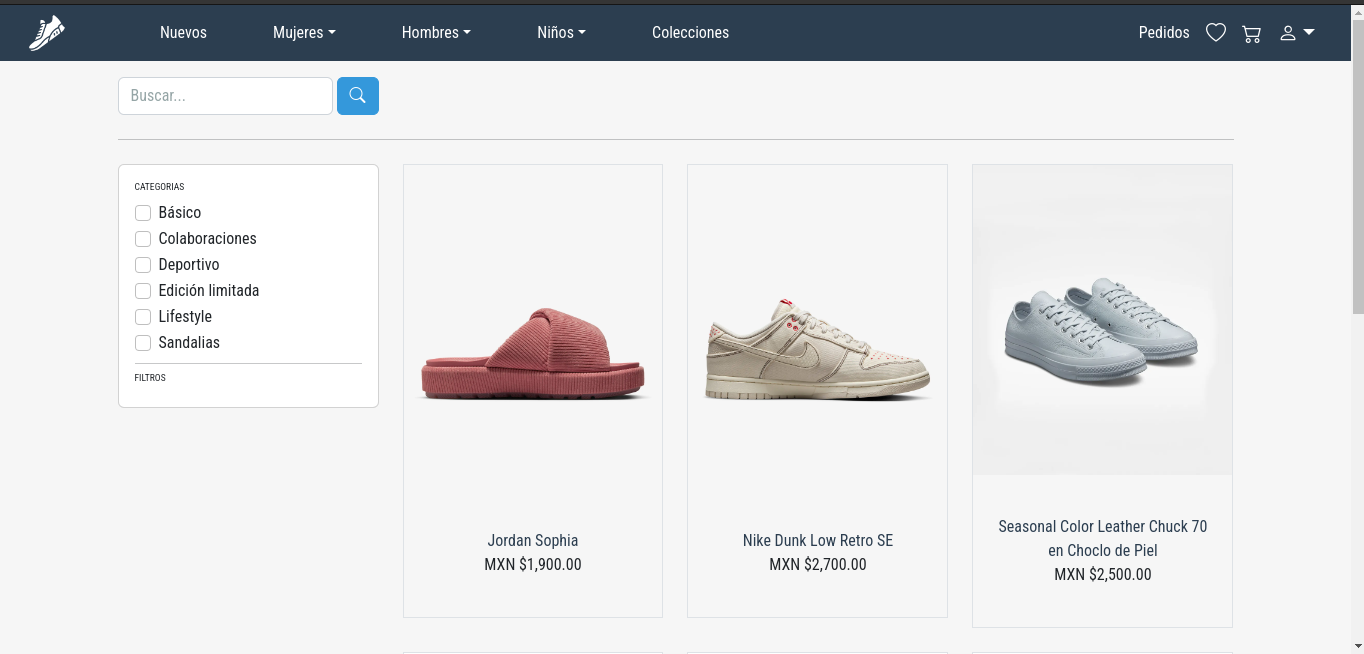 Nuevos
Mujeres
Hombres
Niños
Colecciones
Pedidos
Buscar...
CATEGORIAS
Básico
Colaboraciones
Deportivo
Edición limitada
Lifestyle
Sandalias
FILTROS
Jordan Sophia
MXN $1,900.00
Nike Dunk Low Retro SE
MXN $2,700.00
Seasonal Color Leather Chuck 70
en Choclo de Piel
MXN $2,500.00